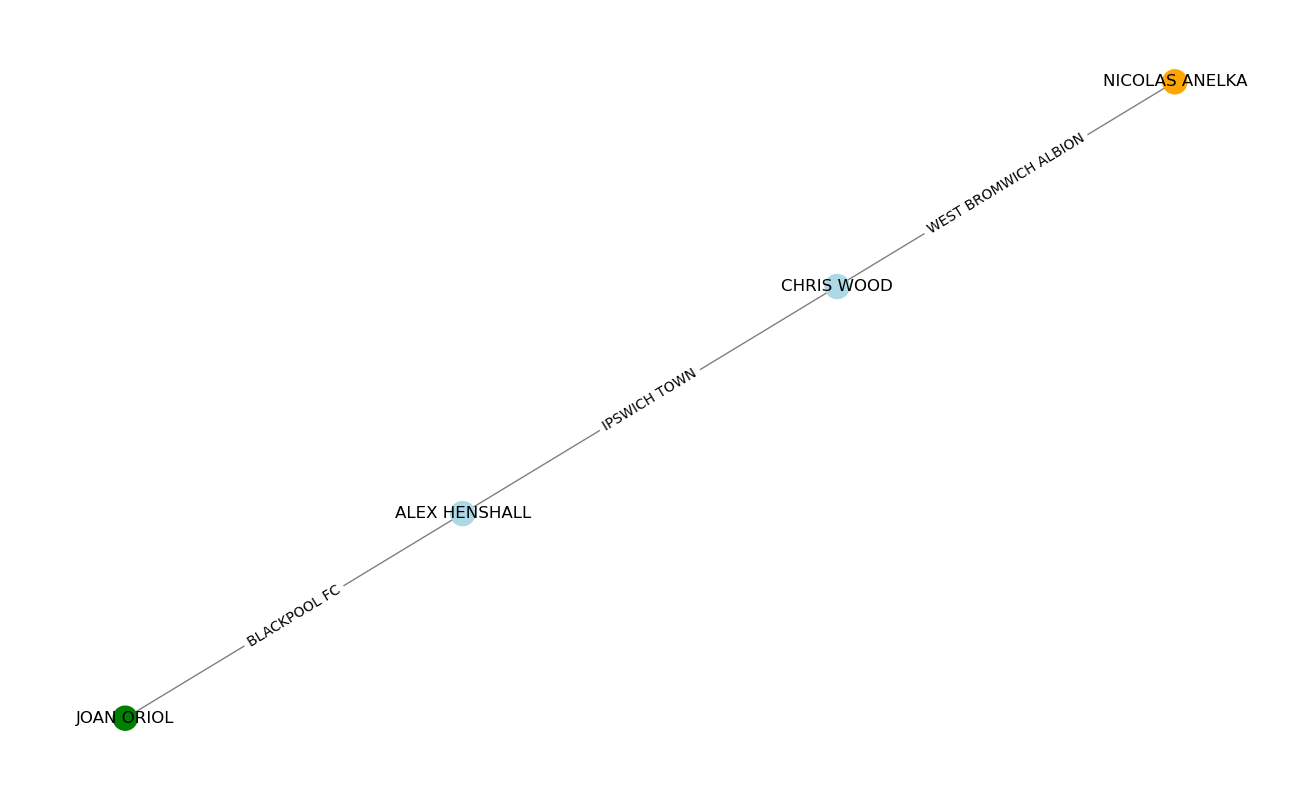 NICOLAS ANELKA
WEST BROMWICH ALBION
CHRIS WOOD
IPSWICH TOWN
ALEX HENSHALL
BLACKPOOL FC
JOAN ORIOL